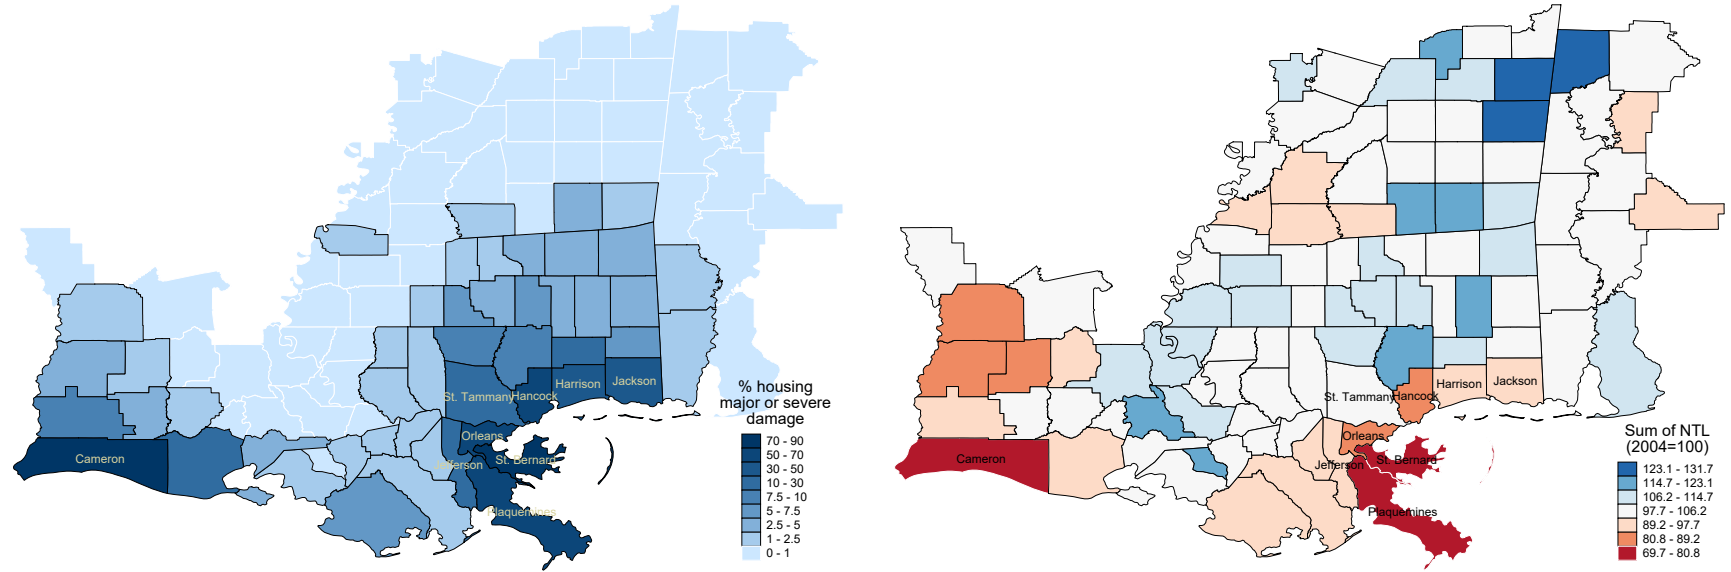 Harrison
Jackson
St. Tammany
Hancock
Orleans
Cameron
Jefferson
St. Bernard
Plaquemines
% housing
major or severe
damage
70 - 90
50 - 70
30 - 50
10 - 30
7.5 - 10
5 - 7.5
2.5 - 5
1 - 2.5
0 - 1
Harrison
Jackson
St. Tammany
Hancock
Orleans
Cameron
Jefferson
St. Bernard
Plaquemines
Sum of NTL
(2004=100)
123.1 - 131.7
114.7 - 123.1
106.2 - 114.7
97.7 - 106.2
89.2 - 97.7
80.8 - 89.2
69.7 - 80.8